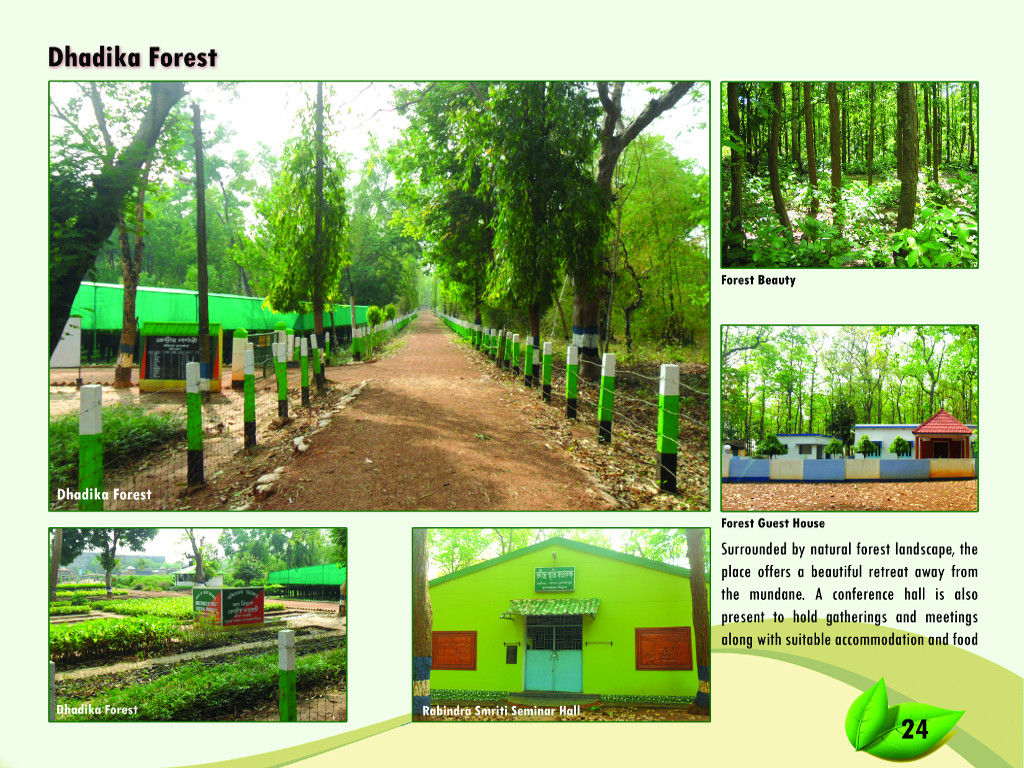 Dhadika Forest
Dhadika Forest
Forest Beauty
Forest Guest House
Surrounded by natural forest landscape, the
place offers a beautiful retreat away from
the mundane. A conference hall is also
present to hold gatherings and meetings
along with suitable accommodation and food
Dhadika Forest
Rabindra Smriti Seminar Hall
24